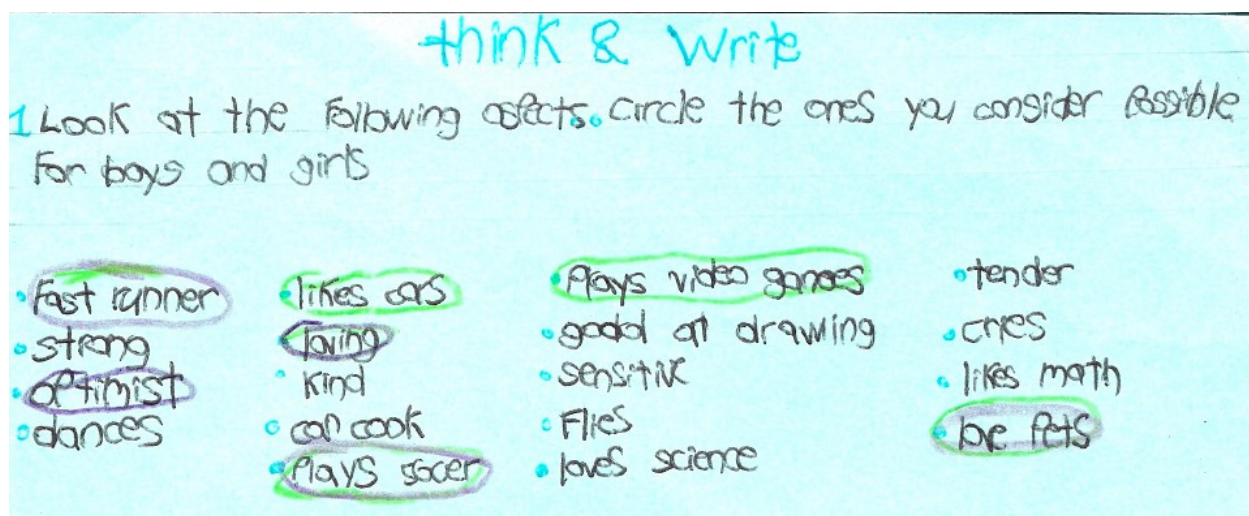 think & Write
1 Look at the Following aspects. circle the ones you consider Possible
For boys and girls
Fast runner
strong
optimist
dances
likes cars
loving
kind
can cook
Plays socer
Plays video games
good at drawling
sensitive
Flies
loves science
tender
cries
likes math
love Pets